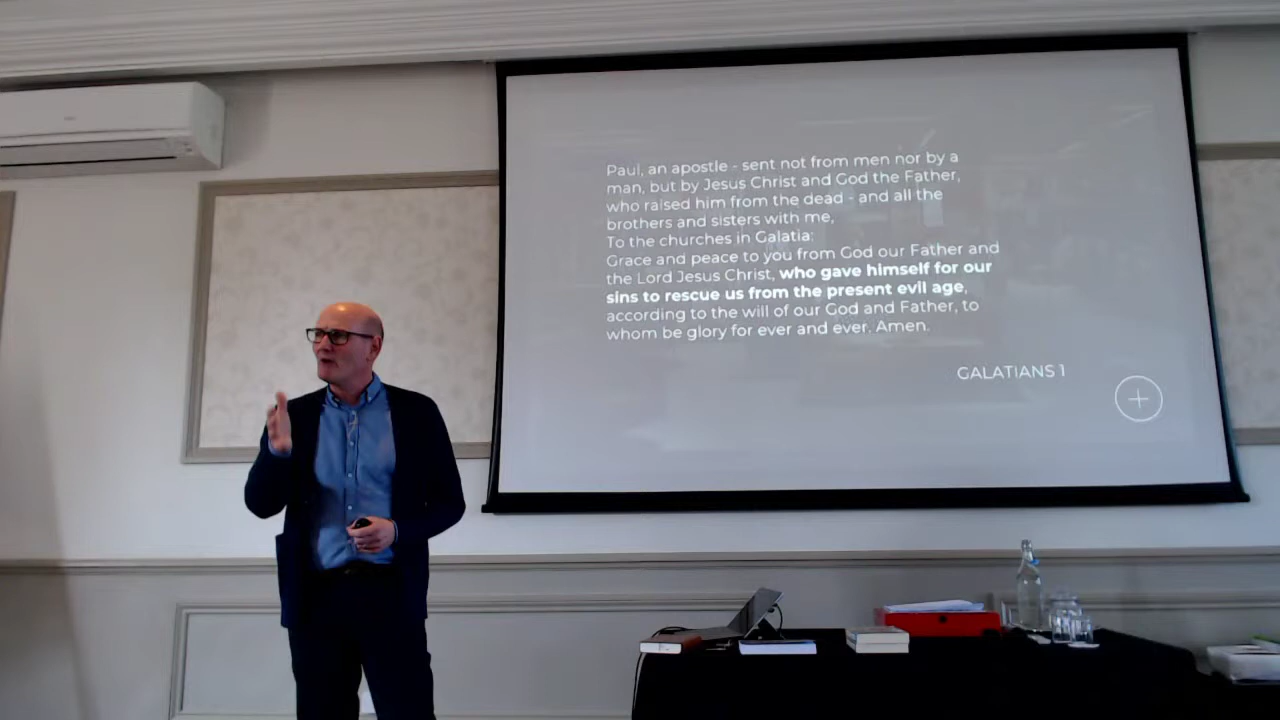 Paul, an apostle - sent not from men nor by a
man, but by Jesus Christ and God the Father,
who raised him from the dead - and all the
brothers and sisters with me,
To the churches in Galatia:
Grace and peace to you from God our Father and
the Lord Jesus Christ, who gave himself for our
sins to rescue us from the present evil age,
according to the will of our God and Father, to
whom be glory for ever and ever. Amen.
GALATIANS 1